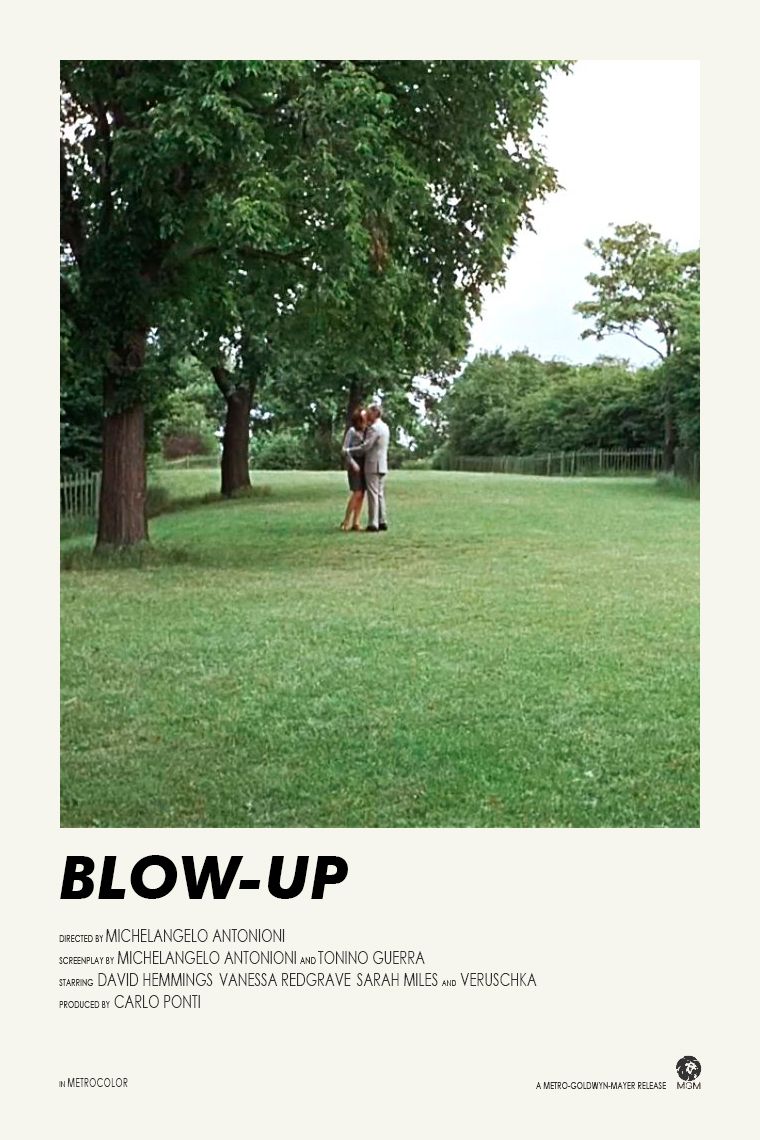 BLOW-UP
DIRECTED BY MICHELANGELO ANTONIONI
SCREENPLAY BY MICHELANGELO ANTONIONI AND TONINO GUERRA
STARRING DAVID HEMMINGS VANESSA REDGRAVE SARAH MILES AND VERUSCHKA
PRODUCED BY CARLO PONTI
IN METROCOLOR
A METRO-GOLDWYN-MAYER RELEASE
MGM